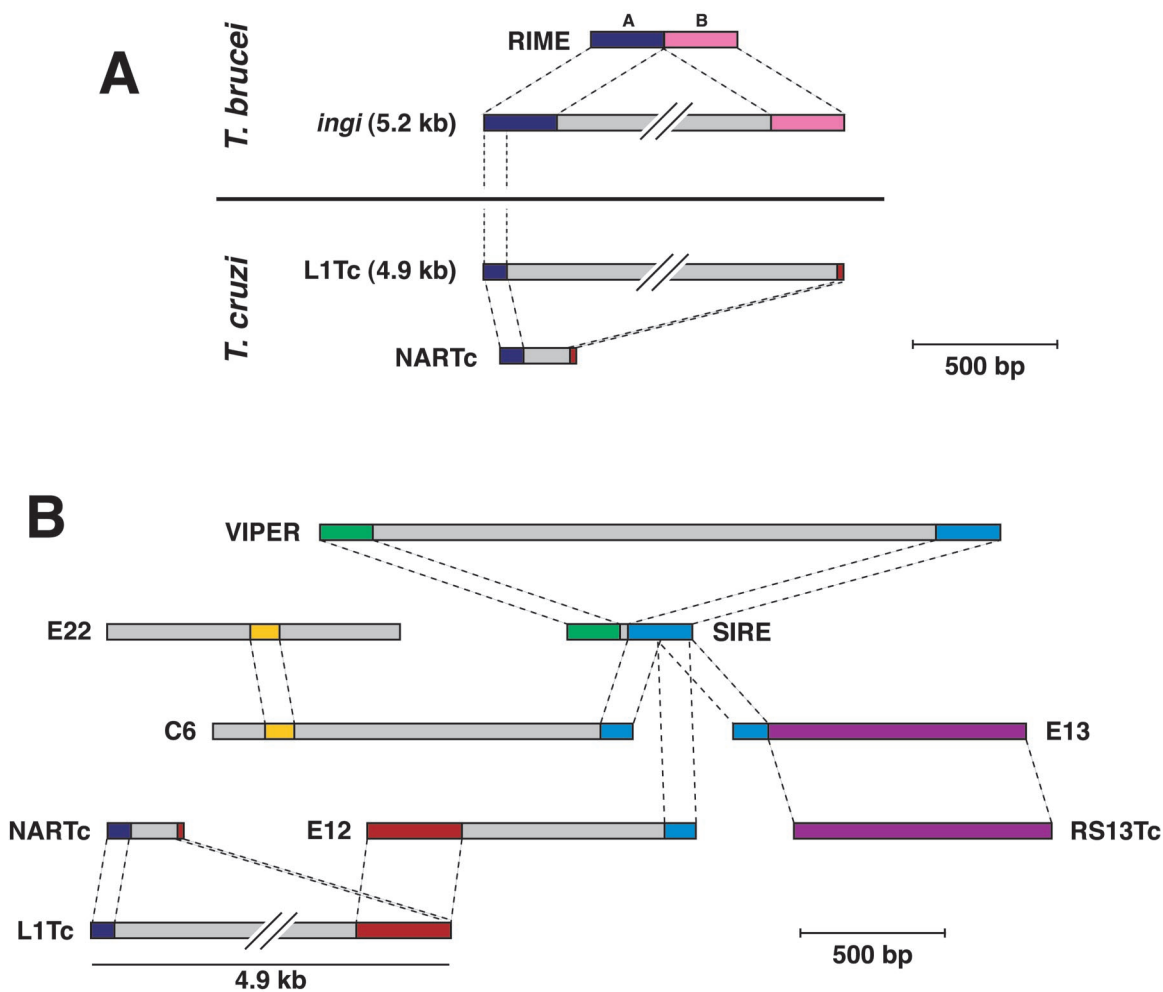 A
T. brucei
A B
RIME
ingi (5.2 kb)
T. cruzi
L1Tc (4.9 kb)
NARTc
500 bp
B
VIPER
E22
SIRE
C6
E13
NARTc
E12
RS13Tc
L1Tc
500 bp
4.9 kb